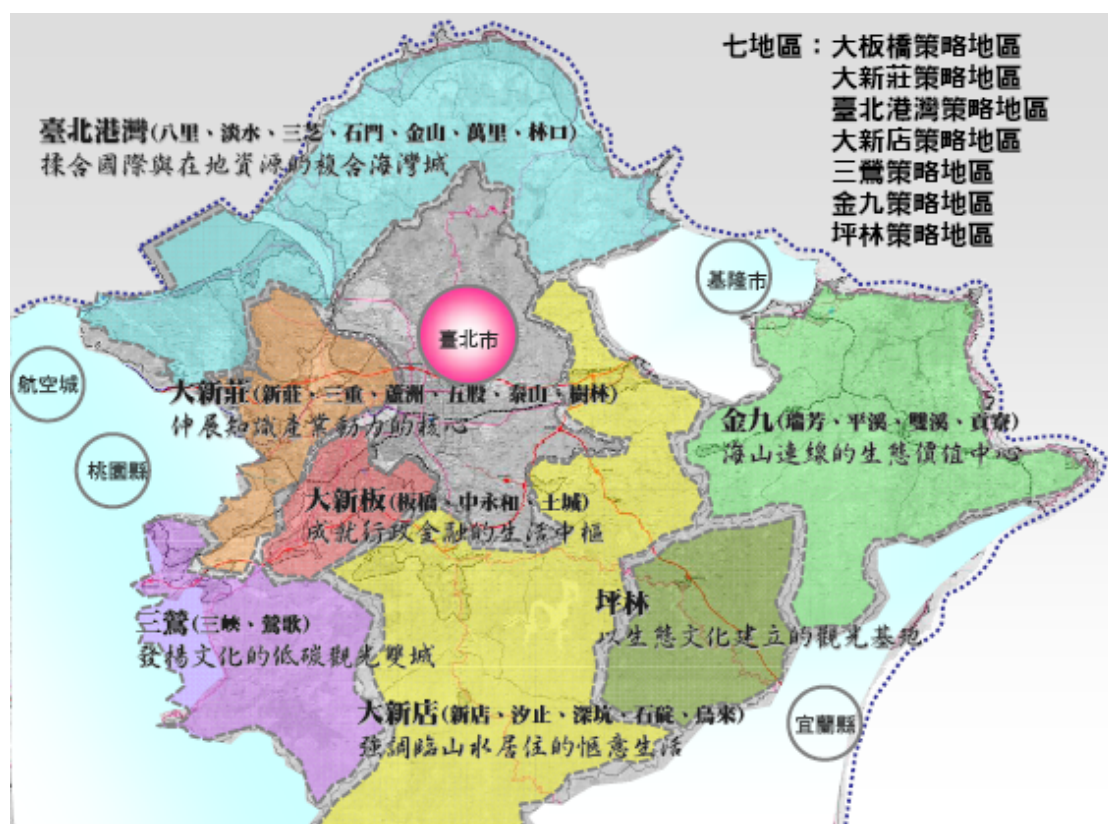 七地區：大板橋策略地區
大新莊策略地區
臺北港灣策略地區
大新店策略地區
三鶯策略地區
金九策略地區
坪林策略地區
臺北港灣(八里、淡水、三芝、石門、金山、萬里、林口)
揉合國際與在地資源的複合海灣城
基隆市
臺北市
航空城
大新莊(新莊、三重、蘆洲、五股、泰山、樹林)
伸展知識產業動力的核心
金九(瑞芳、平溪、雙溪、貢寮)
海山連線的生態價值中心
桃園縣
大新板(板橋、中永和、土城)
成就行政金融的生活中樞
坪林
以生態文化建立的觀光基地
三鶯(三峽、鶯歌)
發楊文化的低碳觀光雙城
大新店(新店、汐止、深坑、石碇、烏來)
強調臨山水居住的愜意生活
宜蘭縣